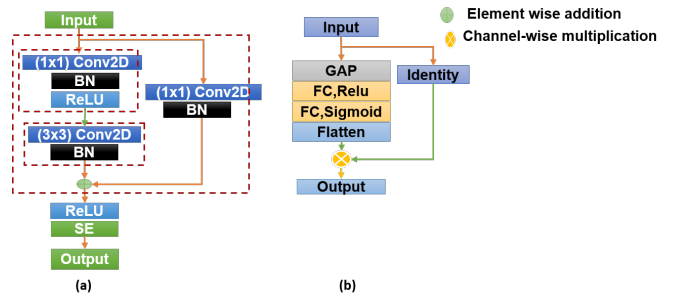 Input
(1x1) Conv2D
BN
ReLU
(1x1) Conv2D
BN
(3x3) Conv2D
BN
ReLU
SE
Output
(a)
Input
GAP
FC,Relu
FC,Sigmoid
Flatten
Identity
Output
(b)
Element wise addition
Channel-wise multiplication